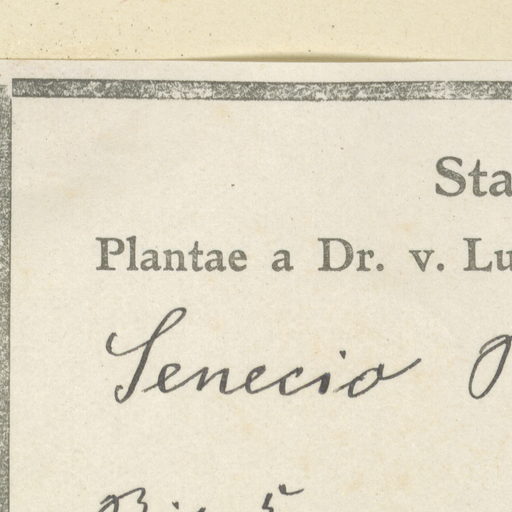 Sta
Plantae a Dr. v. Lu
Senecio